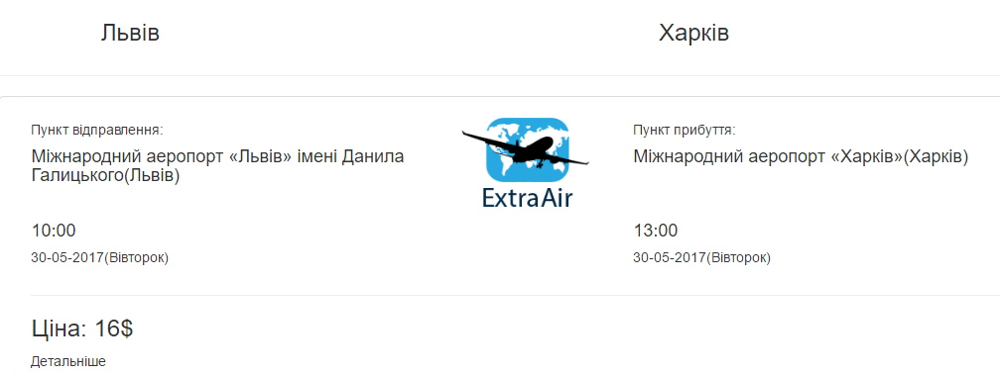 Львів
Харків
Пункт відправлення:
Міжнародний аеропорт «Львів» імені Данила
Галицького(Львів)
10:00
30-05-2017(Вівторок)
ExtraAir
Пункт прибуття:
Міжнародний аеропорт «Харків»(Харків)
13:00
30-05-2017(Вівторок)
Ціна: 16$
Детальніше